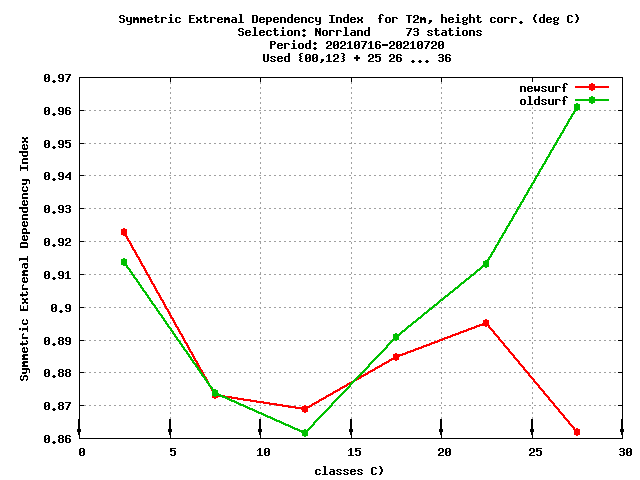 Symmetric Extremal Dependency Index  for T2m, height corr. (deg C)
Selection: Norrland     73 stations
Period: 20210716-20210720
Used {00,12} + 25 26 ... 36
newsurf
oldsurf
Symmetric Extremal Dependency Index
0.97
0.96
0.95
0.94
0.93
0.92
0.91
0.9
0.89
0.88
0.87
0.86
0 5 10 15 20 25 30
classes C)